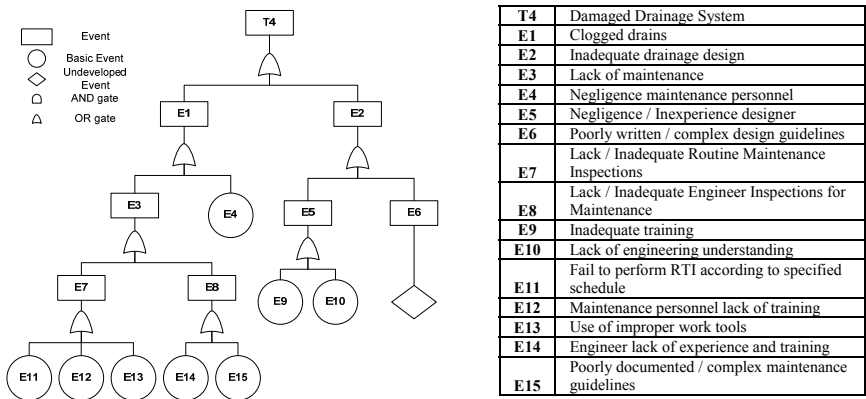 T4
Event
Basic Event
Undeveloped
Event
AND gate
OR gate
E1
E2
E3
E4
E5
E6
E7
E8
E9
E10
E11
E12
E13
E14
E15
T4 Damaged Drainage System
E1 Clogged drains
E2 Inadequate drainage design
E3 Lack of maintenance
E4 Negligence maintenance personnel
E5 Negligence / Inexperience designer
E6 Poorly written / complex design guidelines
Lack / Inadequate Routine Maintenance
E7 Inspections
Lack / Inadequate Engineer Inspections for
E8 Maintenance
E9 Inadequate training
E10 Lack of engineering understanding
Fail to perform RTI according to specified
E11 schedule
E12 Maintenance personnel lack of training
E13 Use of improper work tools
E14 Engineer lack of experience and training
Poorly documented / complex maintenance
E15 guidelines